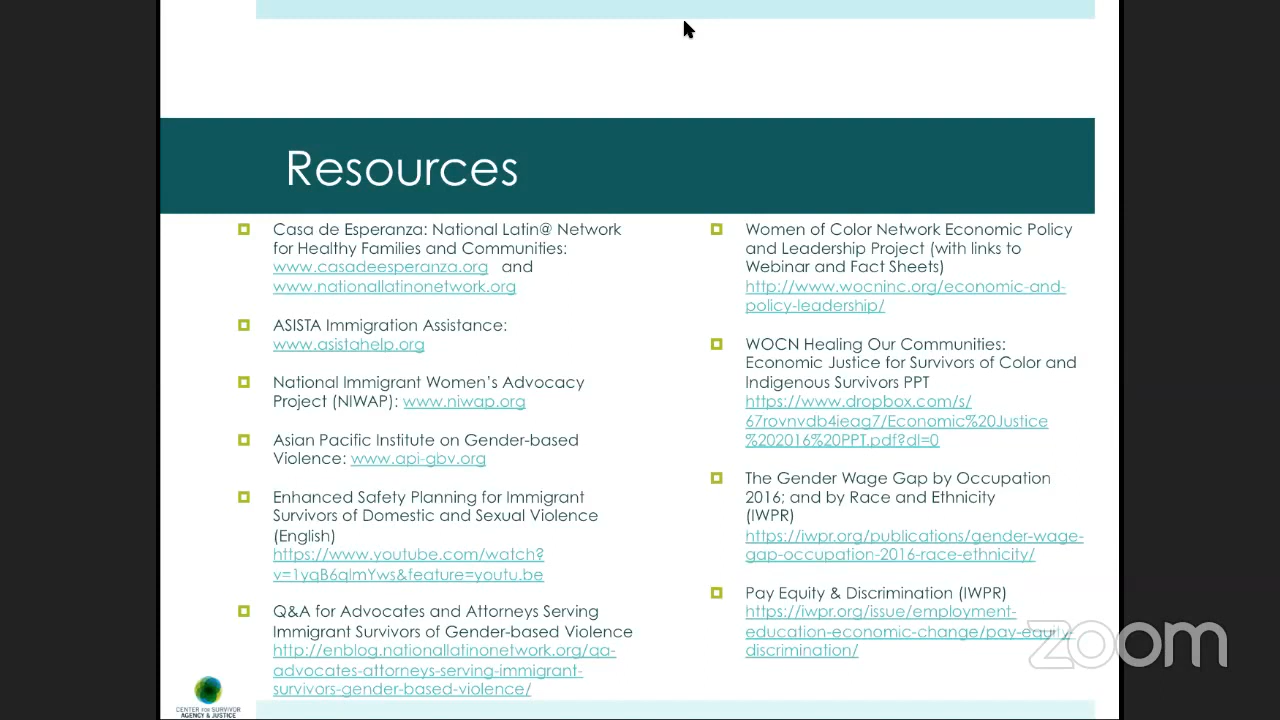 Resources
Casa de Esperanza: National Latin@ Network
for Healthy Families and Communities:
www.casadeesperanza.org and
www.nationallatinonetwork.org
ASISTA Immigration Assistance:
www.asistahelp.org
National Immigrant Women's Advocacy
Project (NIWAP): www.niwap.org
Asian Pacific Institute on Gender-based
Violence: www.api-gbv.org
Enhanced Safety Planning for Immigrant
Survivors of Domestic and Sexual Violence
(English)
https://www.youtube.com/watch?
v=1yqB6qlmYws&feature=youtu.be
Q&A for Advocates and Attorneys Serving
Immigrant Survivors of Gender-based Violence
http://enblog.nationallatinonetwork.org/qa-
advocates-attorneys-serving-immigrant-
survivors-gender-based-violence/
Women of Color Network Economic Policy
and Leadership Project (with links to
Webinar and Fact Sheets)
http://www.wocninc.org/economic-and-
policy-leadership/
WOCN Healing Our Communities:
Economic Justice for Survivors of Color and
Indigenous Survivors PPT
https://www.dropbox.com/s/
67rovnvdb4ieag7/Economic%20Justice
%202016%20PPT.pdf?dl=0
The Gender Wage Gap by Occupation
2016; and by Race and Ethnicity
(IWPR)
https://iwpr.org/publications/gender-wage-
gap-occupation-2016-race-ethnicity/
Pay Equity & Discrimination (IWPR)
https://iwpr.org/issue/employment-
education-economic-change/pay-equity-
discrimination/
zoom
CENTER FOR SURVIVOR
AGENCY & JUSTICE